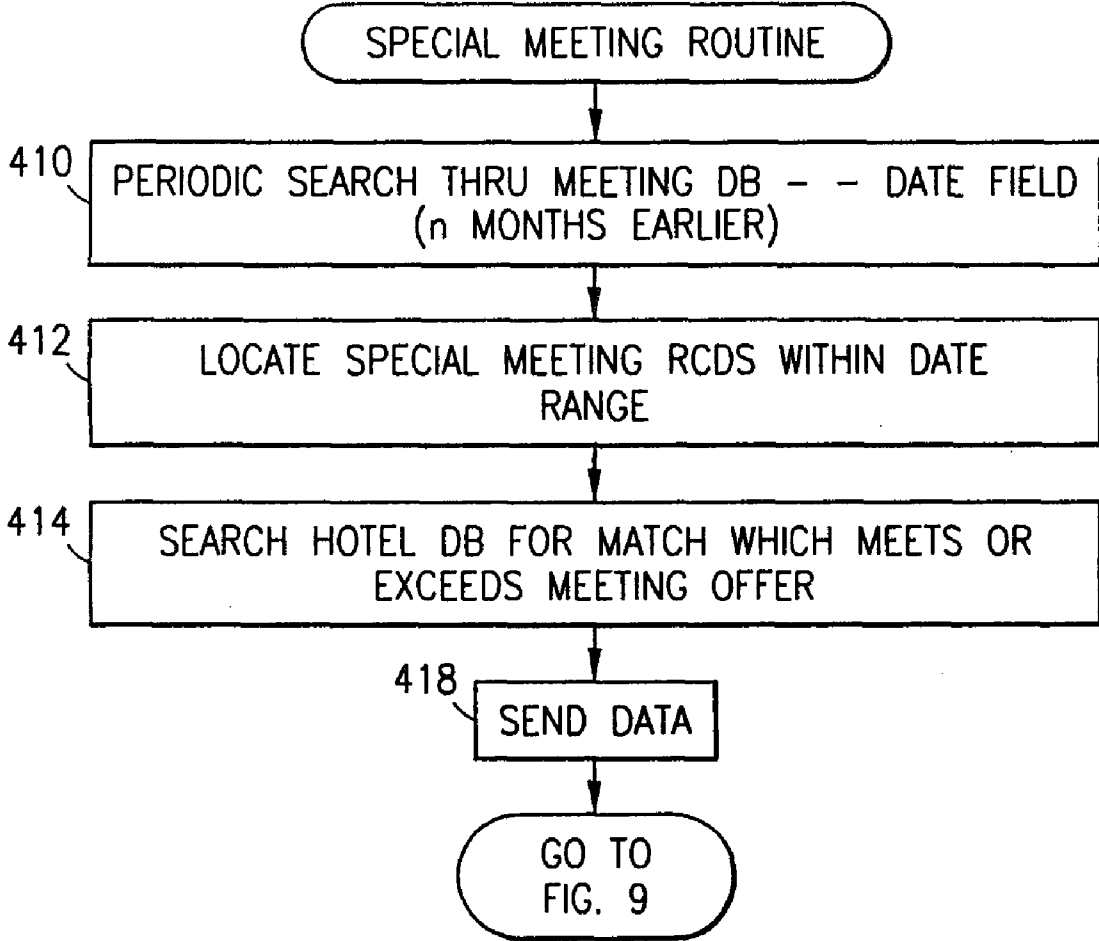 SPECIAL MEETING ROUTINE
410
PERIODIC SEARCH THRU MEETING DB - - DATE FIELD
(n MONTHS EARLIER)
412
LOCATE SPECIAL MEETING RCDS WITHIN DATE
RANGE
414
SEARCH HOTEL DB FOR MATCH WHICH MEETS OR
EXCEEDS MEETING OFFER
418
SEND DATA
GO TO
FIG. 9